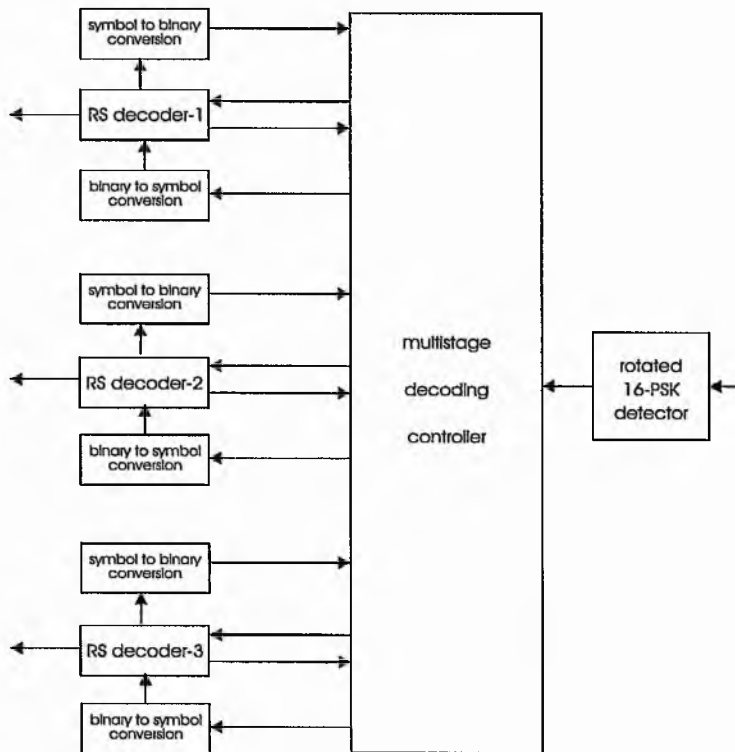 symbol to binary
conversion
RS decoder-1
binary to symbol
conversion
symbol to binary
conversion
RS decoder-2
binary to symbol
conversion
symbol to binary
conversion
RS decoder-3
binary to symbol
conversion
multistage
decoding
controller
rotated
16-PSK
detector